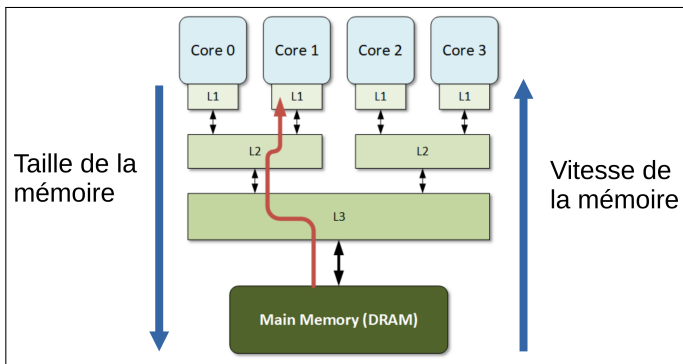 Core 0
Core 1
Core 2
Core 3
L1
L1
L1
L1
L2
L2
Taille de la
mémoire
Vitesse de
la mémoire
L3
Main Memory (DRAM)